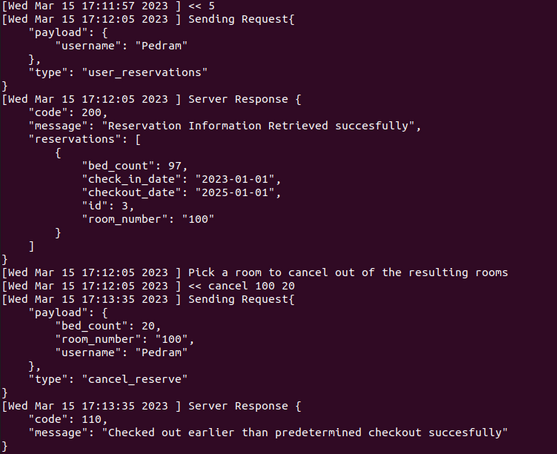 [Wed Mar 15 17:11:57 2023 ] << 5
[Wed Mar 15 17:12:05 2023 ] Sending Request{
    "payload": {
        "username": "Pedram"
    },
    "type": "user_reservations"
}
[Wed Mar 15 17:12:05 2023 ] Server Response {
    "code": 200,
    "message": "Reservation Information Retrieved succesfully",
    "reservations": [
        {
            "bed_count": 97,
            "check_in_date": "2023-01-01",
            "checkout_date": "2025-01-01",
            "id": 3,
            "room_number": "100"
        }
    ]
}
[Wed Mar 15 17:12:05 2023 ] Pick a room to cancel out of the resulting rooms
[Wed Mar 15 17:12:05 2023 ] << cancel 100 20
[Wed Mar 15 17:13:35 2023 ] Sending Request{
    "payload": {
        "bed_count": 20,
        "room_number": "100",
        "username": "Pedram"
    },
    "type": "cancel_reserve"
}
[Wed Mar 15 17:13:35 2023 ] Server Response {
    "code": 110,
    "message": "Checked out earlier than predetermined checkout succesfully"
}